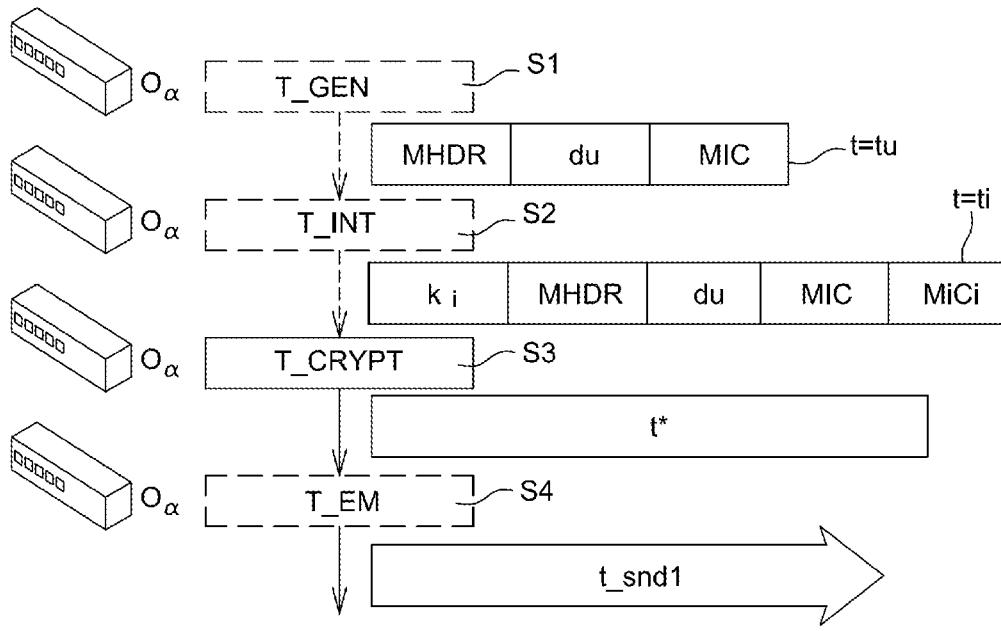 Oα T_GEN S1
MHDR du MIC t=tu
Oα T_INT S2
t=ti
k i MHDR du MIC MiCi
Oα T_CRYPT S3
t*
Oα T_EM S4
t_snd1